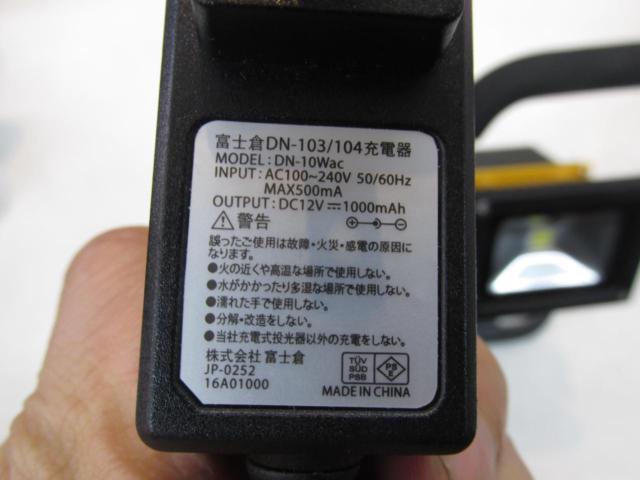 富士倉DN-103/104充電器
MODEL : DN-10Wac
INPUT : AC100~240V 50/60Hz
MAX500mA
OUTPUT : DC12V⎓1000mAh
⚠警告
誤ったご使用は故障・火災・感電の原因に
なります。
●火の近くや高温な場所で使用しない。
●水がかかったり多湿な場所で使用しない。
●濡れた手で使用しない。
●分解・改造をしない。
●当社充電式投光器以外の充電をしない。
株式会社 富士倉
JP-0252
16A01000
TÜV
SÜD
PSB
PS
E
MADE IN CHINA